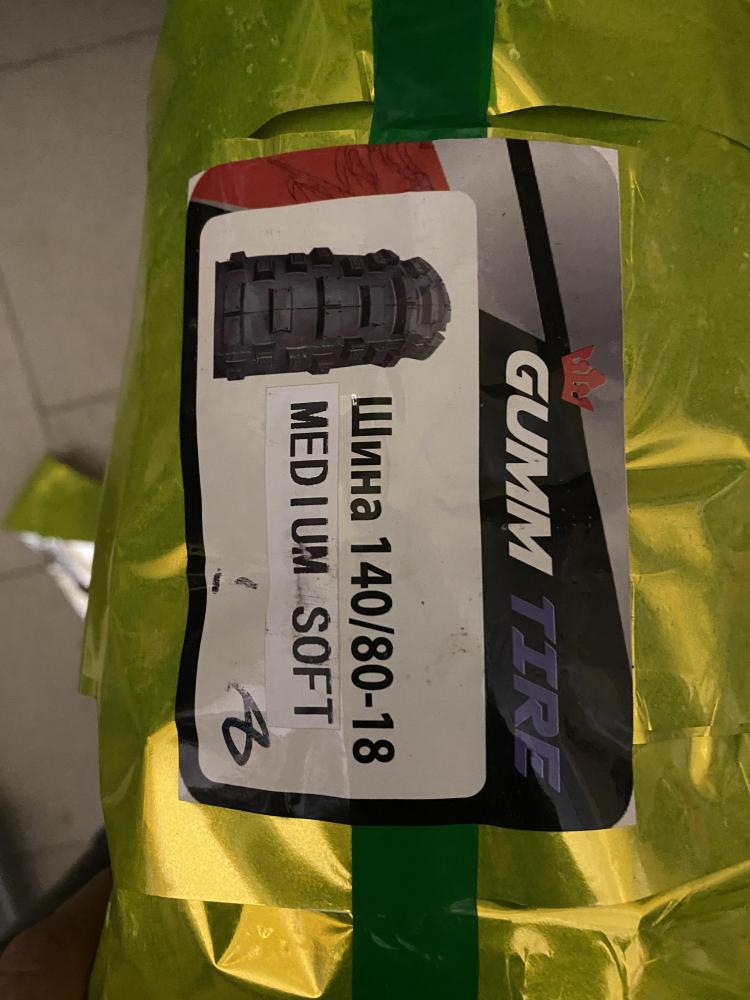 GUMM TIRE
Шина 140/80-18
MEDIUM SOFT